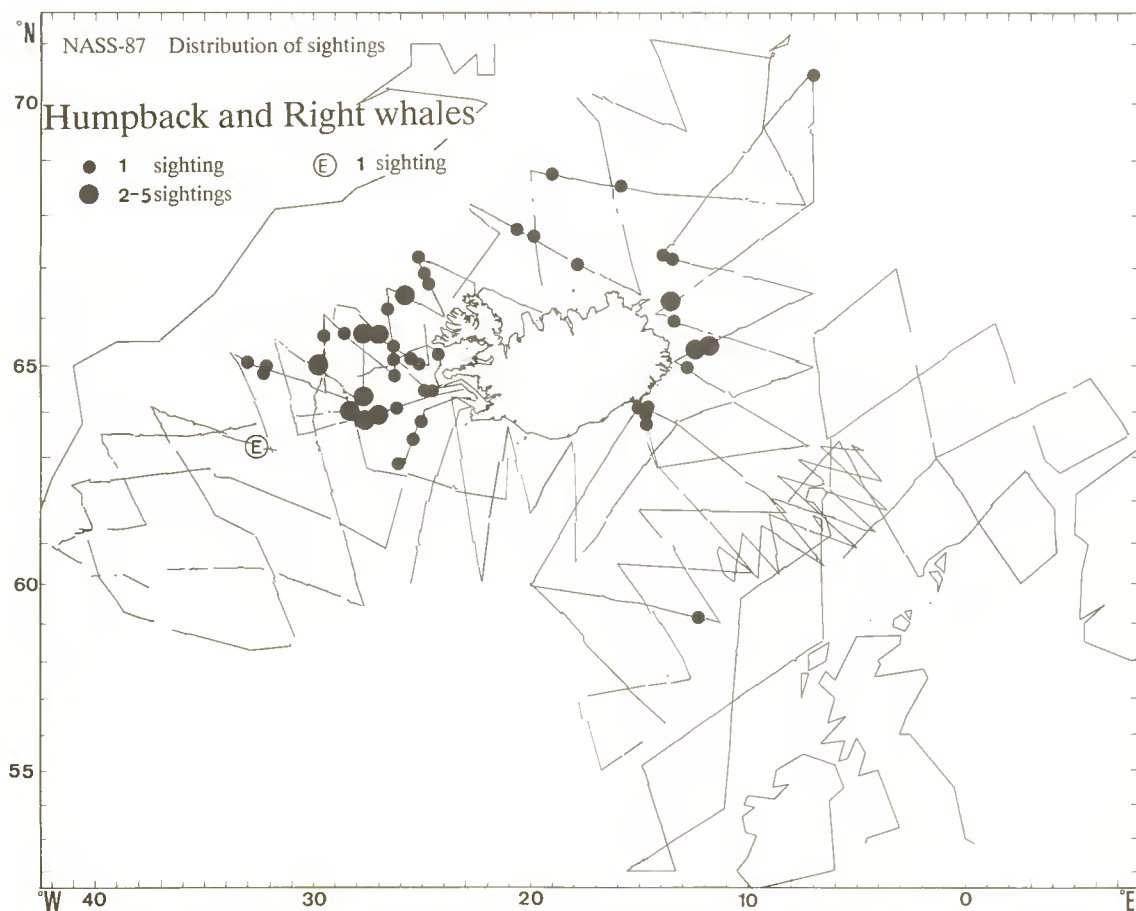 °N
NASS-87 Distribution of sightings
70
Humpback and Right whales
1 sighting E 1 sighting
2-5 sightings
65
E
60
55
°W 40 30 20 10 0 °E